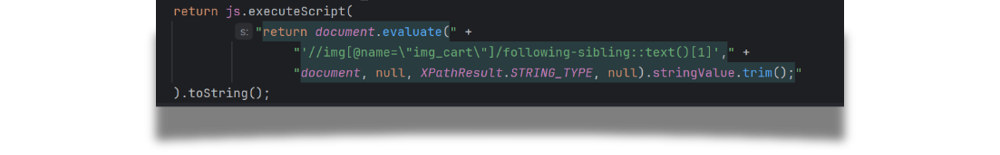 return js.executeScript(
s: "return document.evaluate(" +
"'//img[@name=\"img_cart\"]/following-sibling::text()[1]'," +
"document, null, XPathResult.STRING_TYPE, null).stringValue.trim();"
).toString();